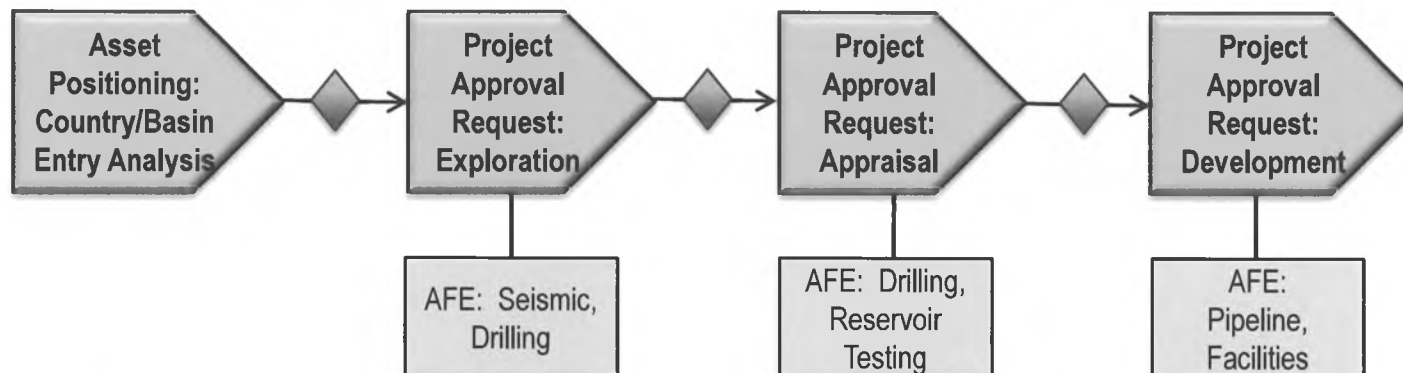 Asset
Positioning:
Country/Basin
Entry Analysis
Project
Approval
Request:
Exploration
Project
Approval
Request:
Appraisal
Project
Approval
Request:
Development
AFE: Seismic,
Drilling
AFE: Drilling,
Reservoir
Testing
AFE:
Pipeline,
Facilities